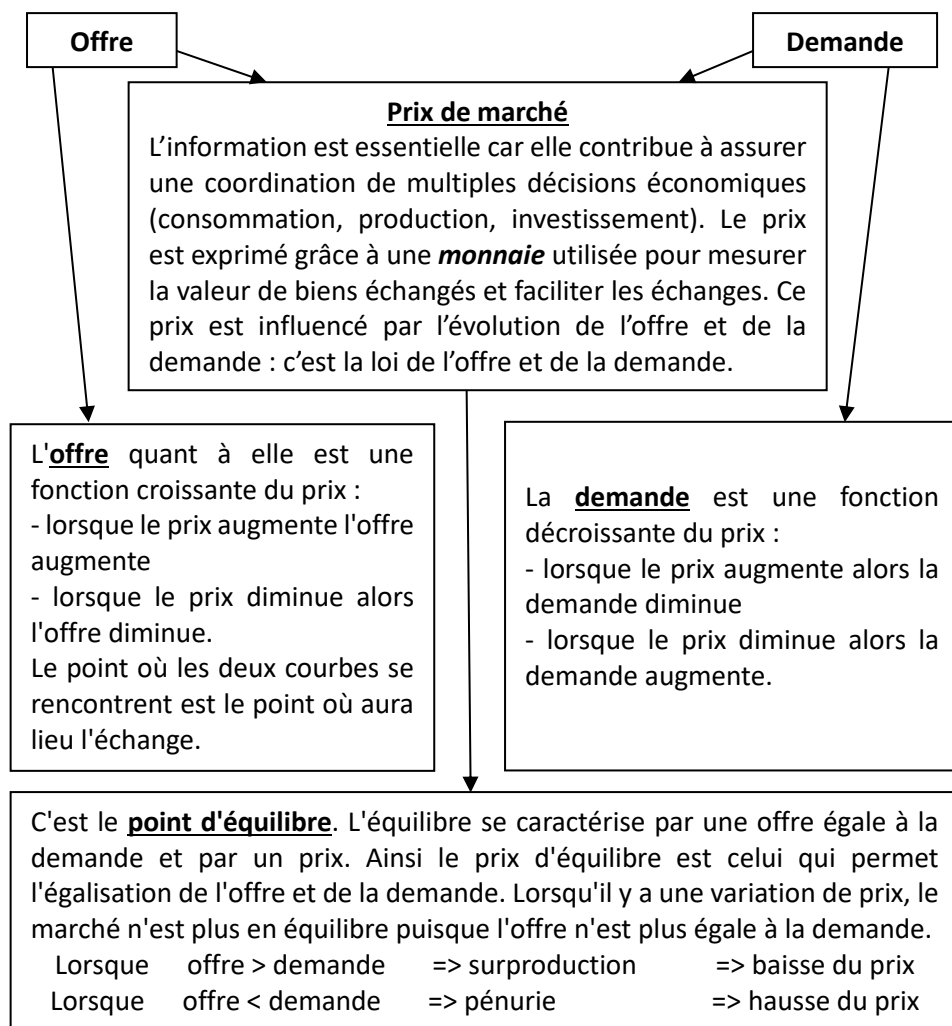 Offre
Demande
Prix de marché
L’information est essentielle car elle contribue à assurer
une coordination de multiples décisions économiques
(consommation, production, investissement). Le prix
est exprimé grâce à une monnaie utilisée pour mesurer
la valeur de biens échangés et faciliter les échanges. Ce
prix est influencé par l’évolution de l’offre et de la
demande : c’est la loi de l’offre et de la demande.
L'offre quant à elle est une
fonction croissante du prix :
- lorsque le prix augmente l'offre
augmente
- lorsque le prix diminue alors
l'offre diminue.
Le point où les deux courbes se
rencontrent est le point où aura
lieu l'échange.
La demande est une fonction
décroissante du prix :
- lorsque le prix augmente alors la
demande diminue
- lorsque le prix diminue alors la
demande augmente.
C'est le point d'équilibre. L'équilibre se caractérise par une offre égale à la
demande et par un prix. Ainsi le prix d'équilibre est celui qui permet
l'égalisation de l'offre et de la demande. Lorsqu'il y a une variation de prix, le
marché n'est plus en équilibre puisque l'offre n'est plus égale à la demande.
Lorsque offre > demande => surproduction => baisse du prix
Lorsque offre < demande => pénurie => hausse du prix